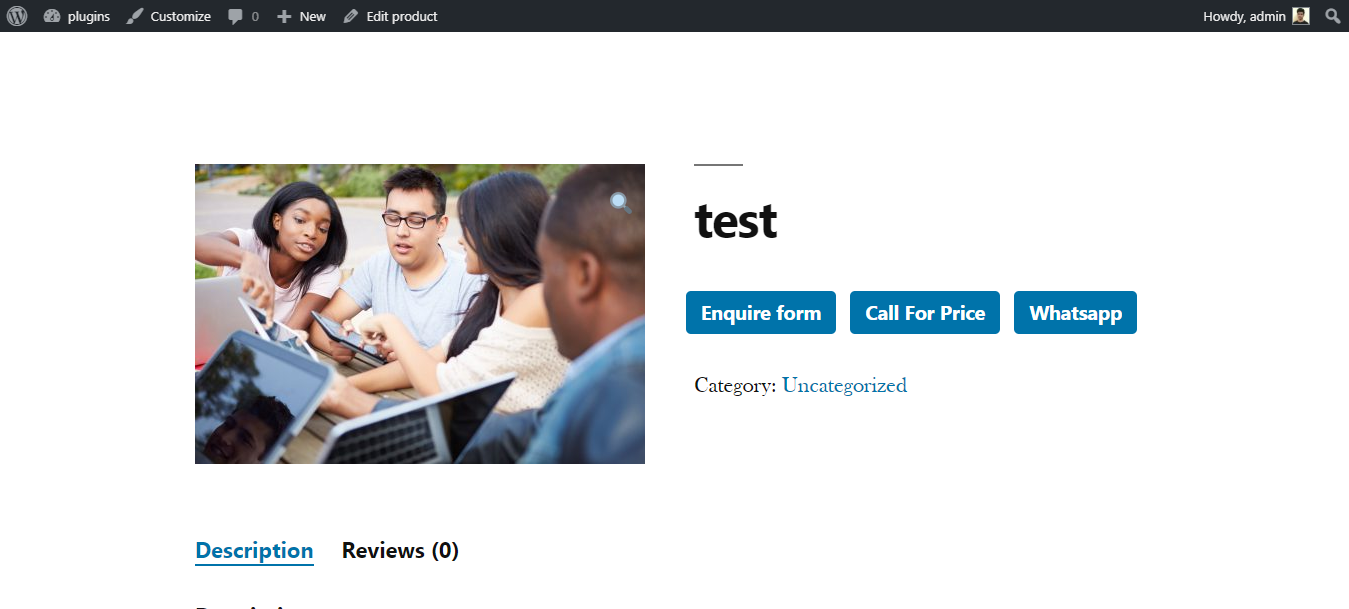 plugins Customize 0 New Edit product Howdy, admin
test
Enquire form Call For Price Whatsapp
Category: Uncategorized
Description Reviews (0)